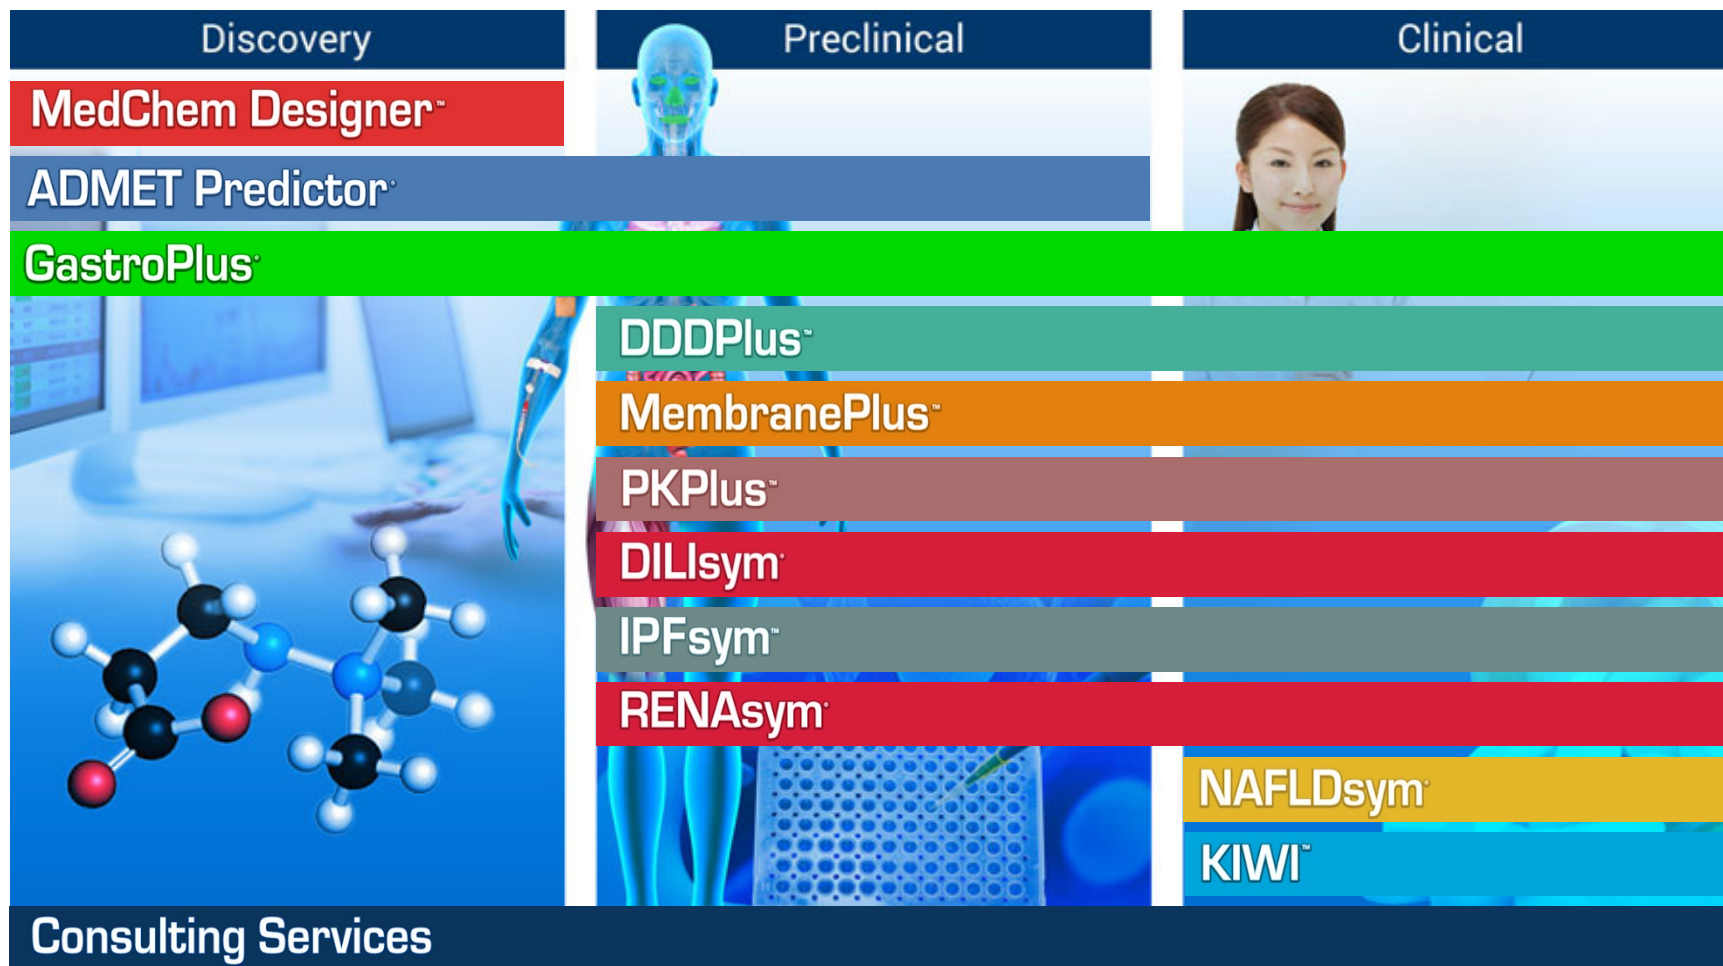 Discovery
Preclinical
Clinical
MedChem Designer™
ADMET Predictor®
GastroPlus®
DDDPlus™
MembranePlus™
PKPlus™
DILIsym®
IPFsym™
RENAsym®
NAFLDsym®
KIWI™
Consulting Services